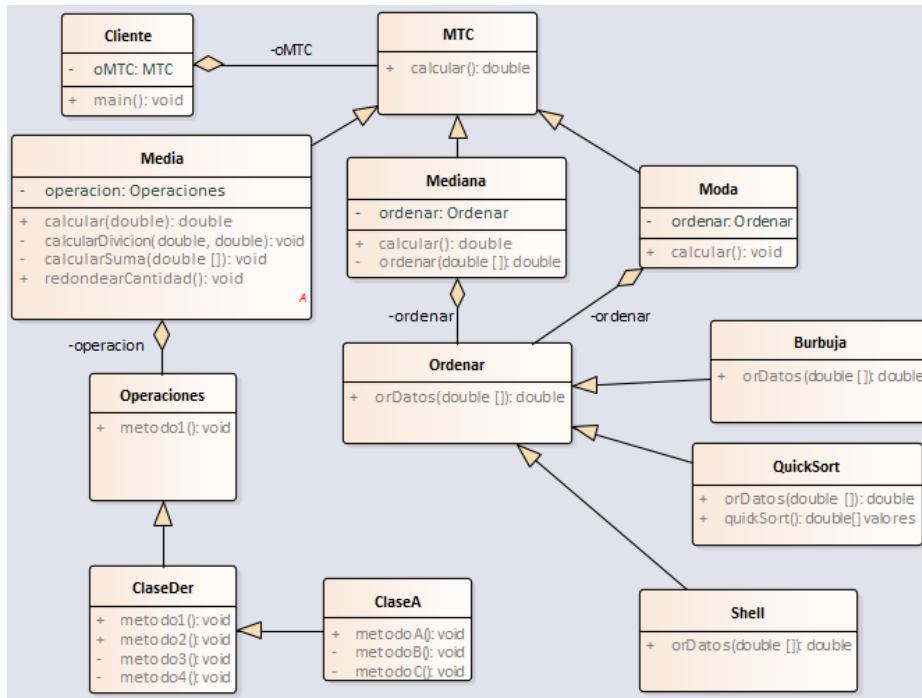 Cliente
- oMTC: MTC
+ main(): void
-oMTC
MTC
+ calcular(): double
Media
- operacion: Operaciones
+ calcular(double): double
- calcularDivicion(double, double): void
- calcularSuma(double []): void
+ redondearCantidad(): void
A
Mediana
- ordenar: Ordenar
+ calcular(): double
- ordenar(double []): double
Moda
- ordenar: Ordenar
+ calcular(): void
-operacion
-ordenar
-ordenar
Operaciones
+ metodo1(): void
Ordenar
+ orDatos(double []): double
Burbuja
+ orDatos(double []): double
QuickSort
+ orDatos(double []): double
+ quickSort(): double[] valores
ClaseDer
+ metodo1(): void
+ metodo2(): void
- metodo3(): void
- metodo4(): void
ClaseA
+ metodoA(): void
- metodoB(): void
- metodoC(): void
Shell
+ orDatos(double []): double